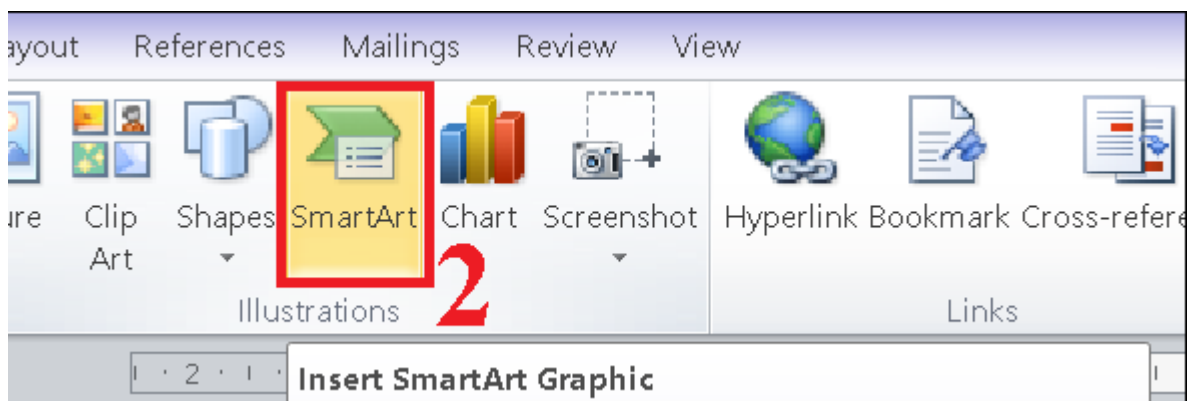 ayout References Mailings Review View
ure Clip Art Shapes SmartArt Chart Screenshot Hyperlink Bookmark Cross-refere
2
Illustrations Links
2
Insert SmartArt Graphic